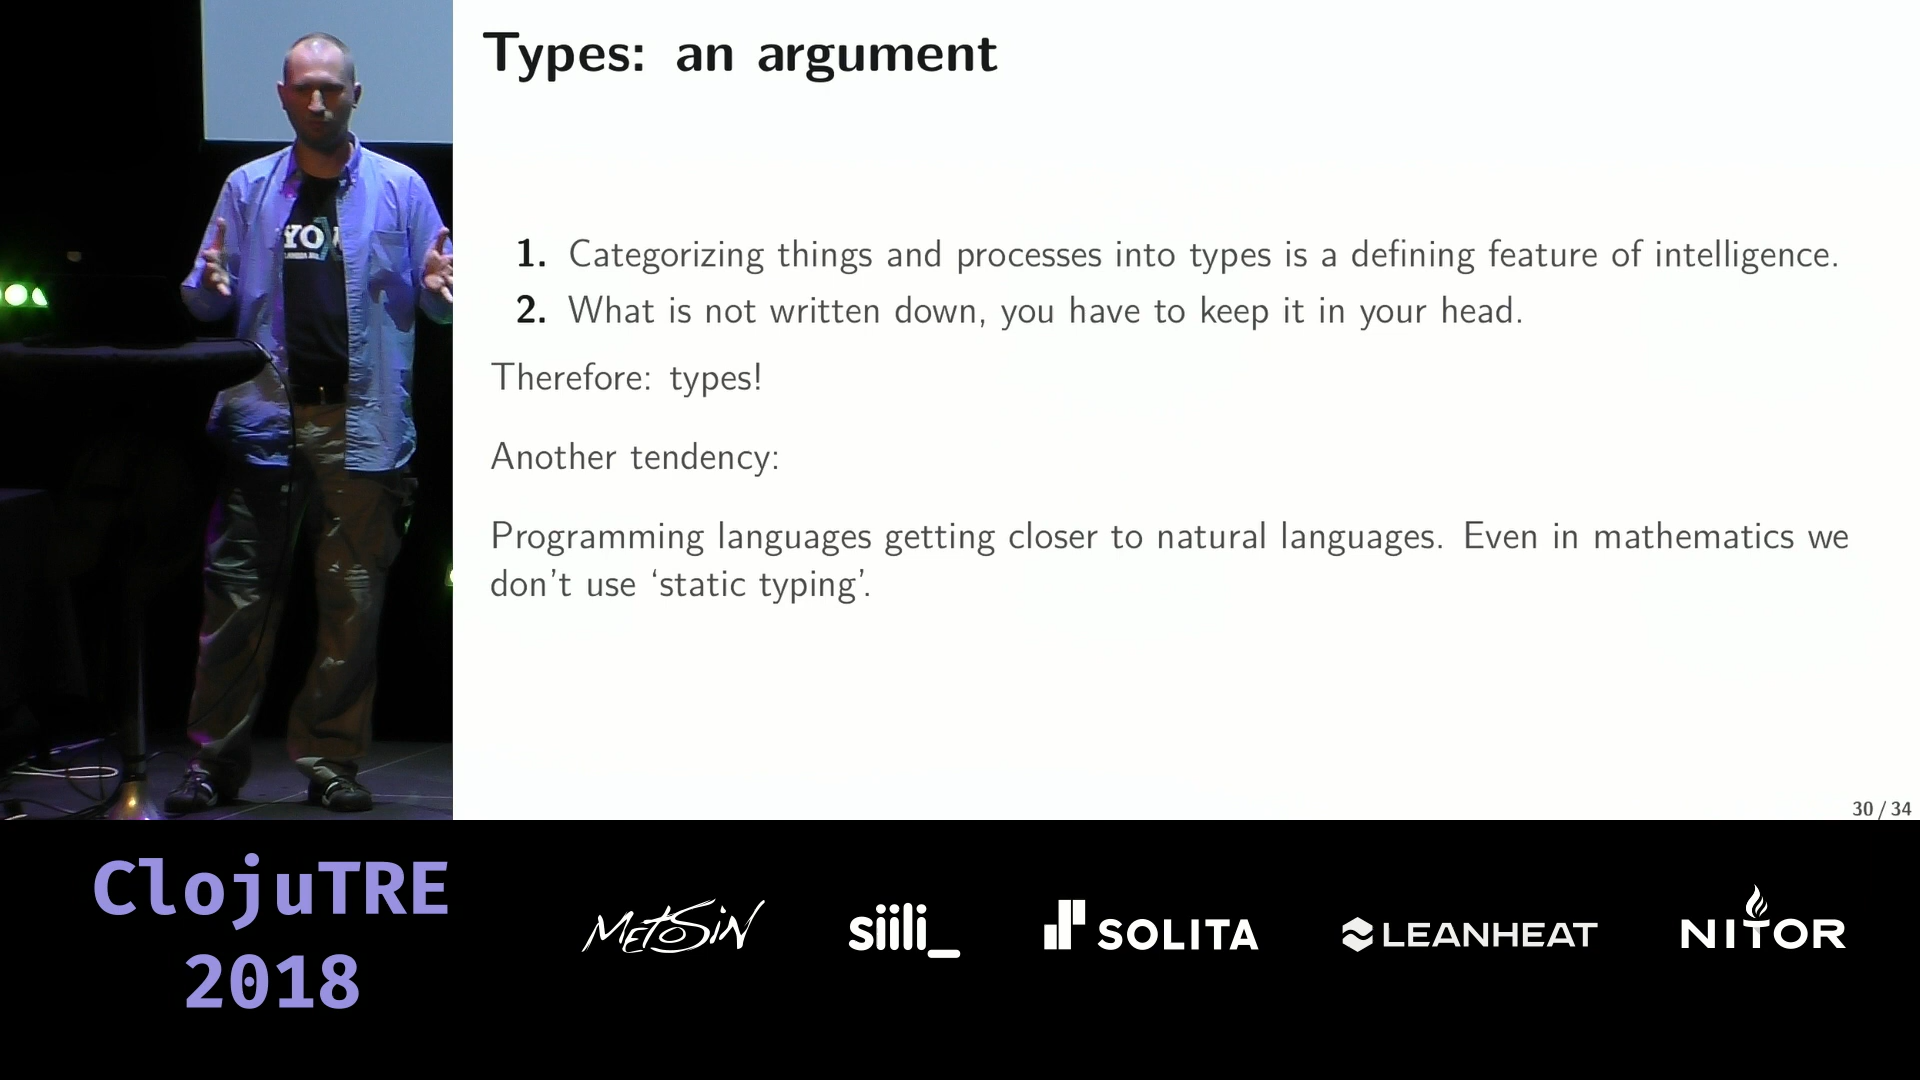 Types: an argument
1. Categorizing things and processes into types is a defining feature of intelligence.
2. What is not written down, you have to keep it in your head.
Therefore: types!
Another tendency:
Programming languages getting closer to natural languages. Even in mathematics we
don't use ‘static typing’.
30 / 34
ClojuTRE
2018
METOSIN
siili_
SOLITA
LEANHEAT
NITOR